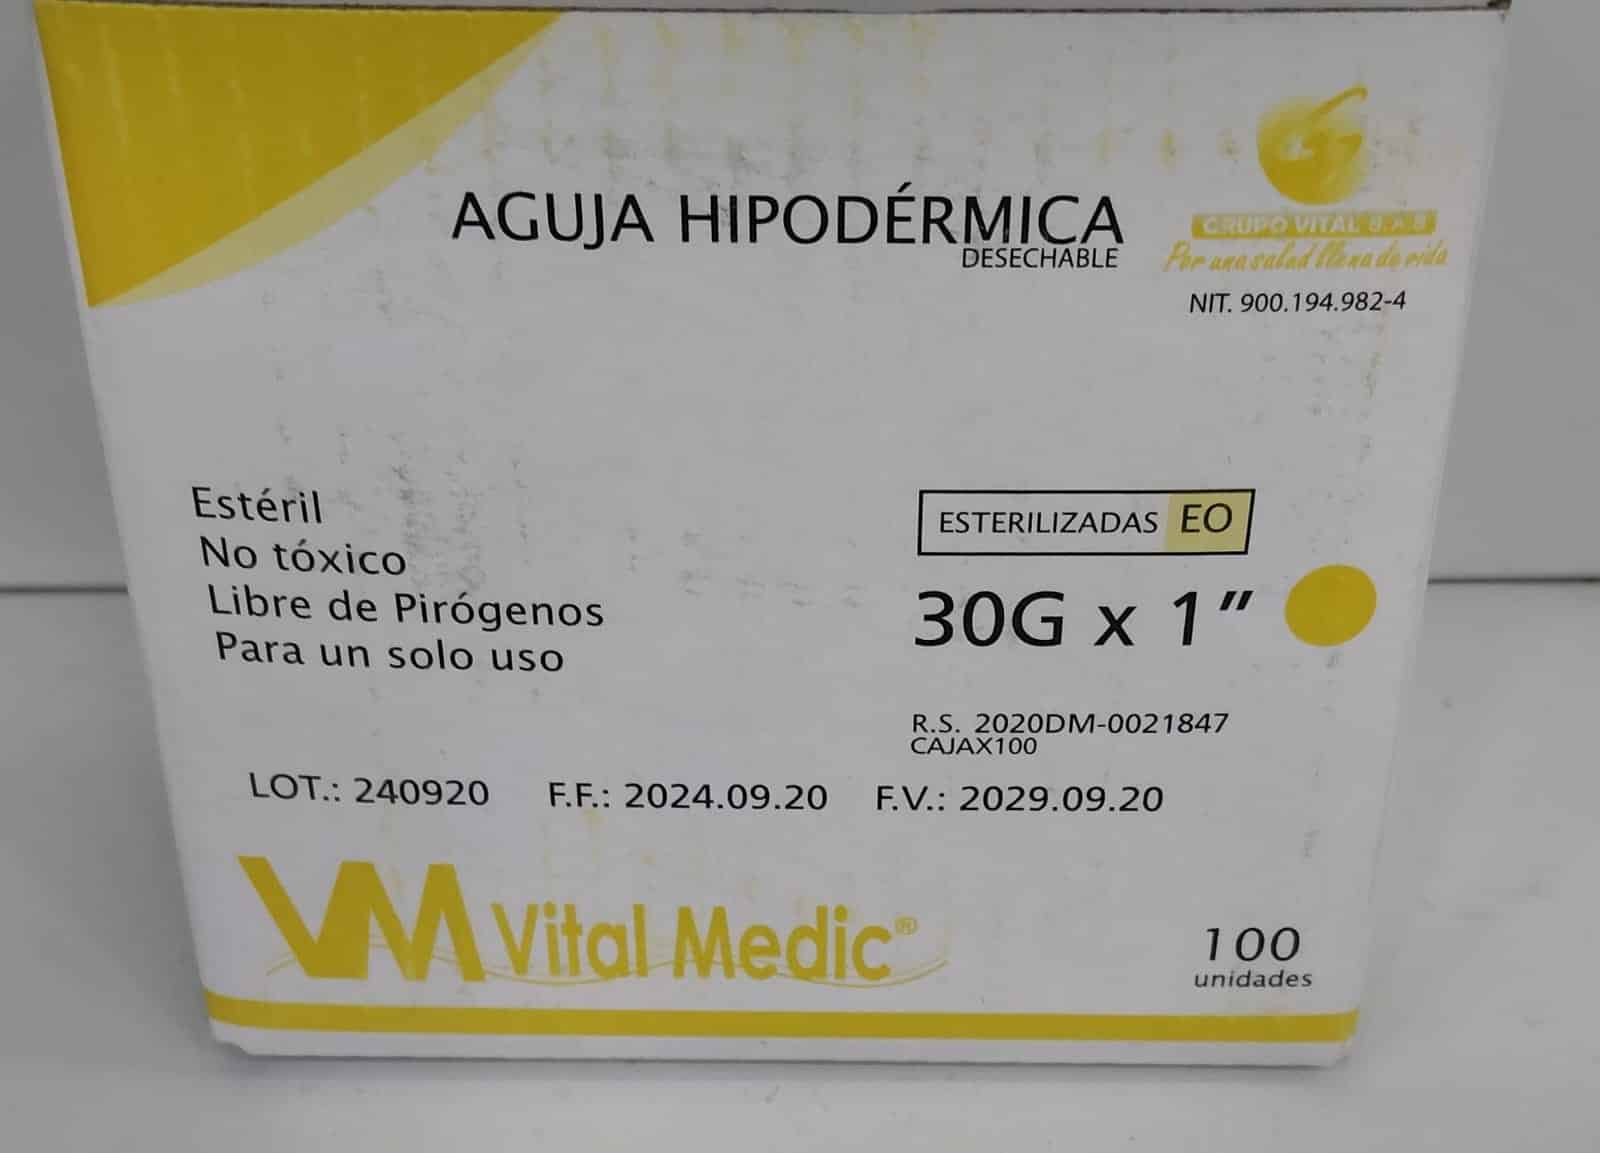 AGUJA HIPODÉRMICA
DESECHABLE
GRUPO VITAL S.A.S
Por una salud llena de vida
NIT. 900.194.982-4
Estéril
No tóxico
Libre de Pirógenos
Para un solo uso
ESTERILIZADAS EO
30G x 1”
R.S. 2020DM-0021847
CAJAX100
LOT.: 240920 F.F.: 2024.09.20 F.V.: 2029.09.20
VM Vital Medic®
100
unidades